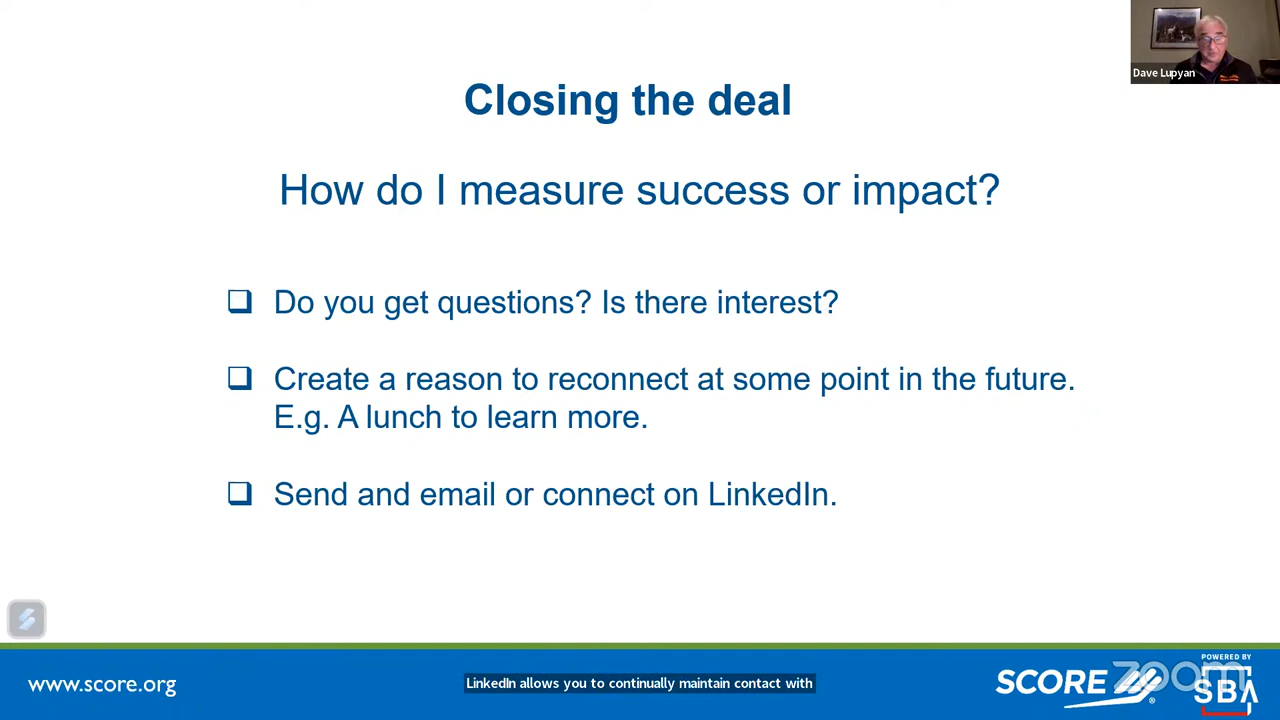 Dave Lupyan
Closing the deal
How do I measure success or impact?
❑ Do you get questions? Is there interest?
❑ Create a reason to reconnect at some point in the future.
E.g. A lunch to learn more.
❑ Send and email or connect on LinkedIn.
www.score.org
LinkedIn allows you to continually maintain contact with
SCORE
zoom
POWERED BY
SBA